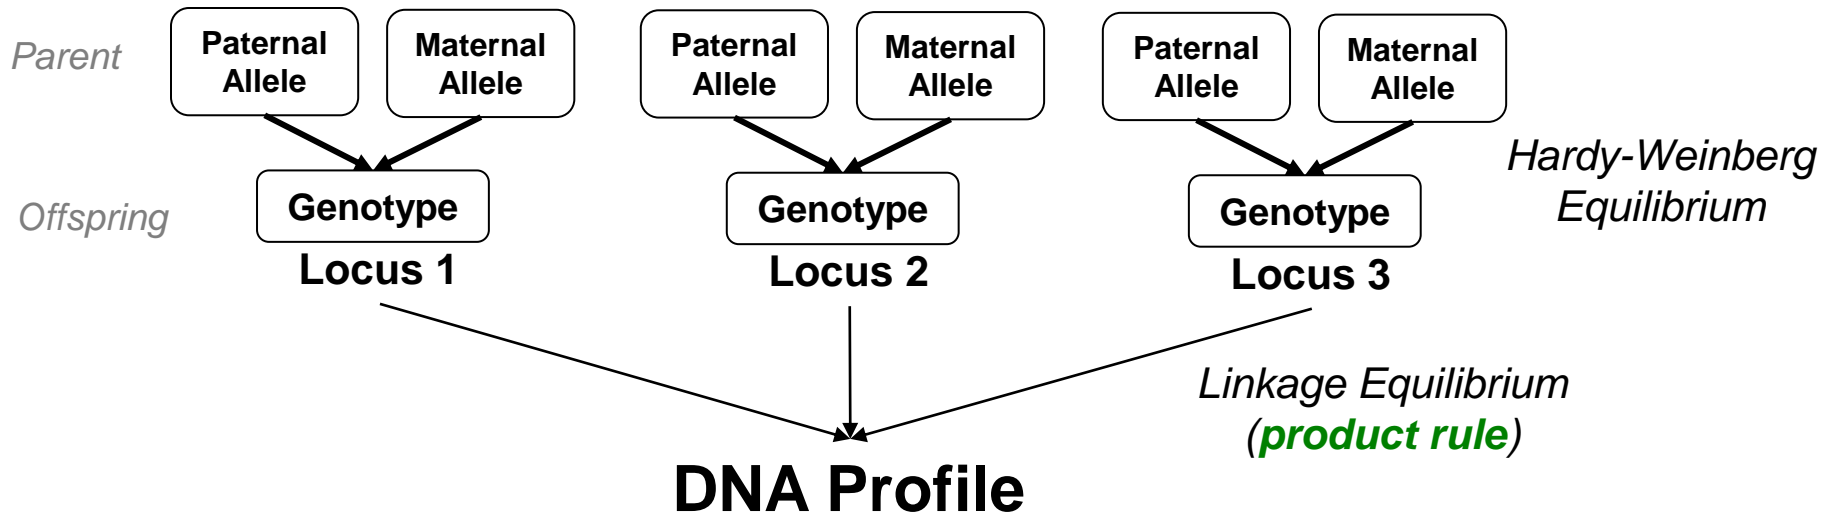 Parent
Paternal
Allele
Maternal
Allele
Paternal
Allele
Maternal
Allele
Paternal
Allele
Maternal
Allele
Hardy-Weinberg
Equilibrium
Offspring
Genotype
Genotype
Genotype
Locus 1
Locus 2
Locus 3
Linkage Equilibrium
(product rule)
DNA Profile